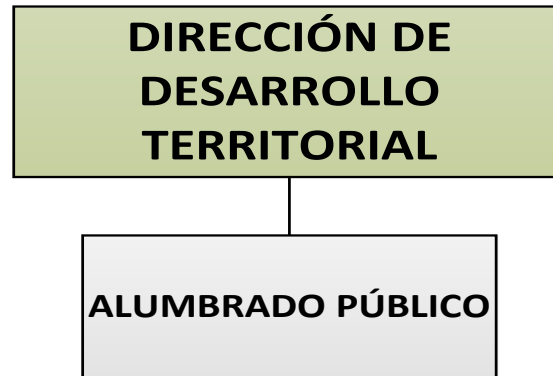 DIRECCIÓN DE
DESARROLLO
TERRITORIAL
ALUMBRADO PÚBLICO